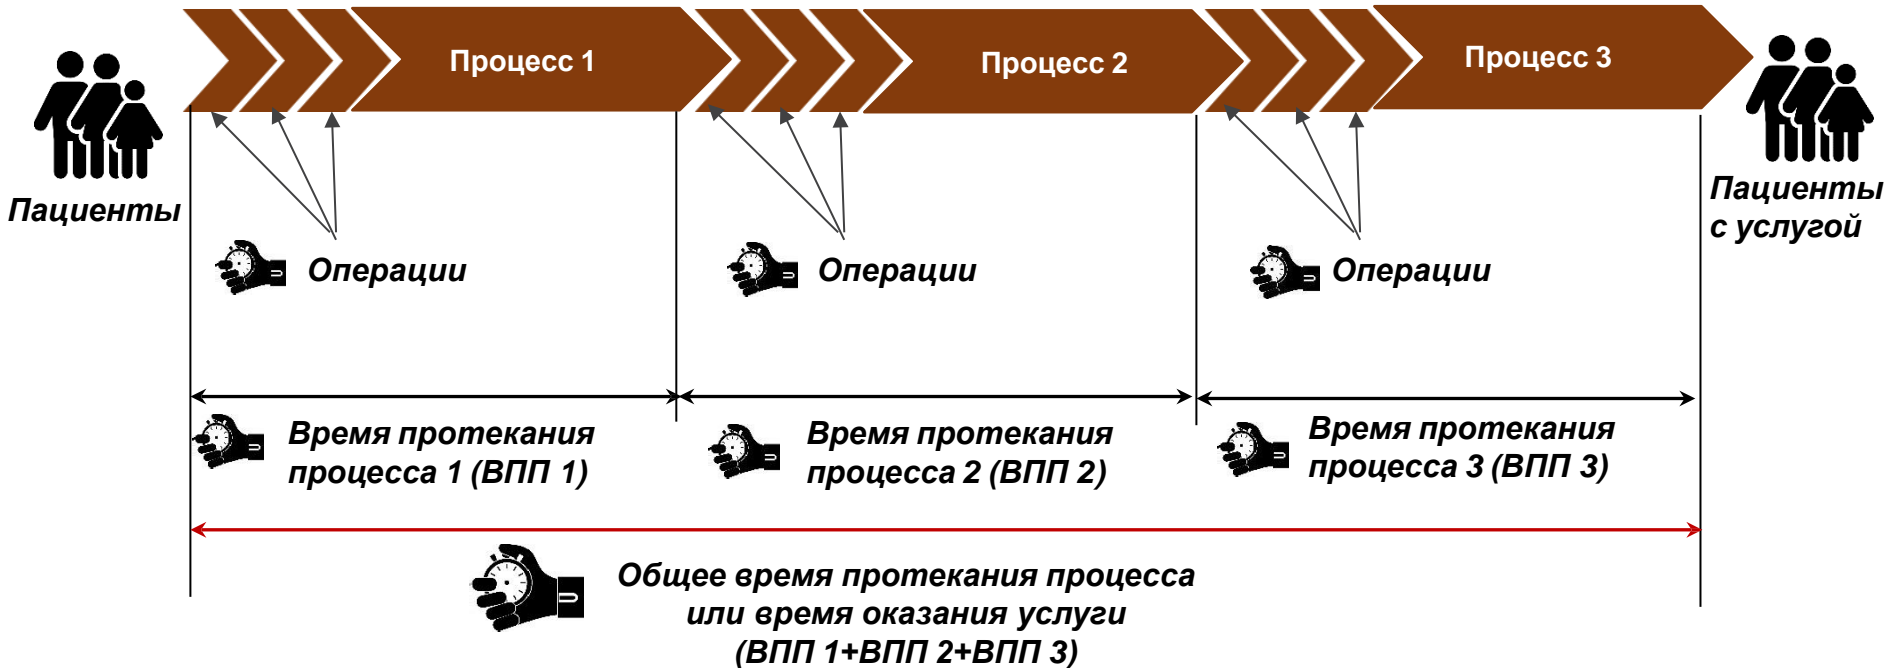 Процесс 1
Процесс 2
Процесс 3
Пациенты
Пациенты
с услугой
Операции
Операции
Операции
Время протекания
процесса 1 (ВПП 1)
Время протекания
процесса 2 (ВПП 2)
Время протекания
процесса 3 (ВПП 3)
Общее время протекания процесса
или время оказания услуги
(ВПП 1+ВПП 2+ВПП 3)